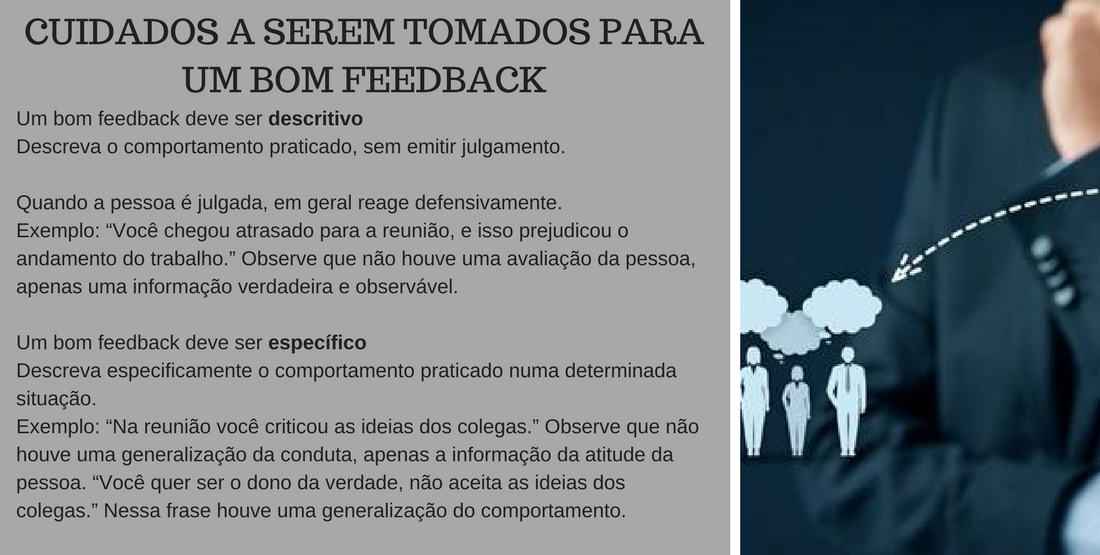 CUIDADOS A SEREM TOMADOS PARA
UM BOM FEEDBACK
Um bom feedback deve ser descritivo
Descreva o comportamento praticado, sem emitir julgamento.
Quando a pessoa é julgada, em geral reage defensivamente.
Exemplo: “Você chegou atrasado para a reunião, e isso prejudicou o
andamento do trabalho.” Observe que não houve uma avaliação da pessoa,
apenas uma informação verdadeira e observável.
Um bom feedback deve ser específico
Descreva especificamente o comportamento praticado numa determinada
situação.
Exemplo: “Na reunião você criticou as ideias dos colegas.” Observe que não
houve uma generalização da conduta, apenas a informação da atitude da
pessoa. “Você quer ser o dono da verdade, não aceita as ideias dos
colegas.” Nessa frase houve uma generalização do comportamento.